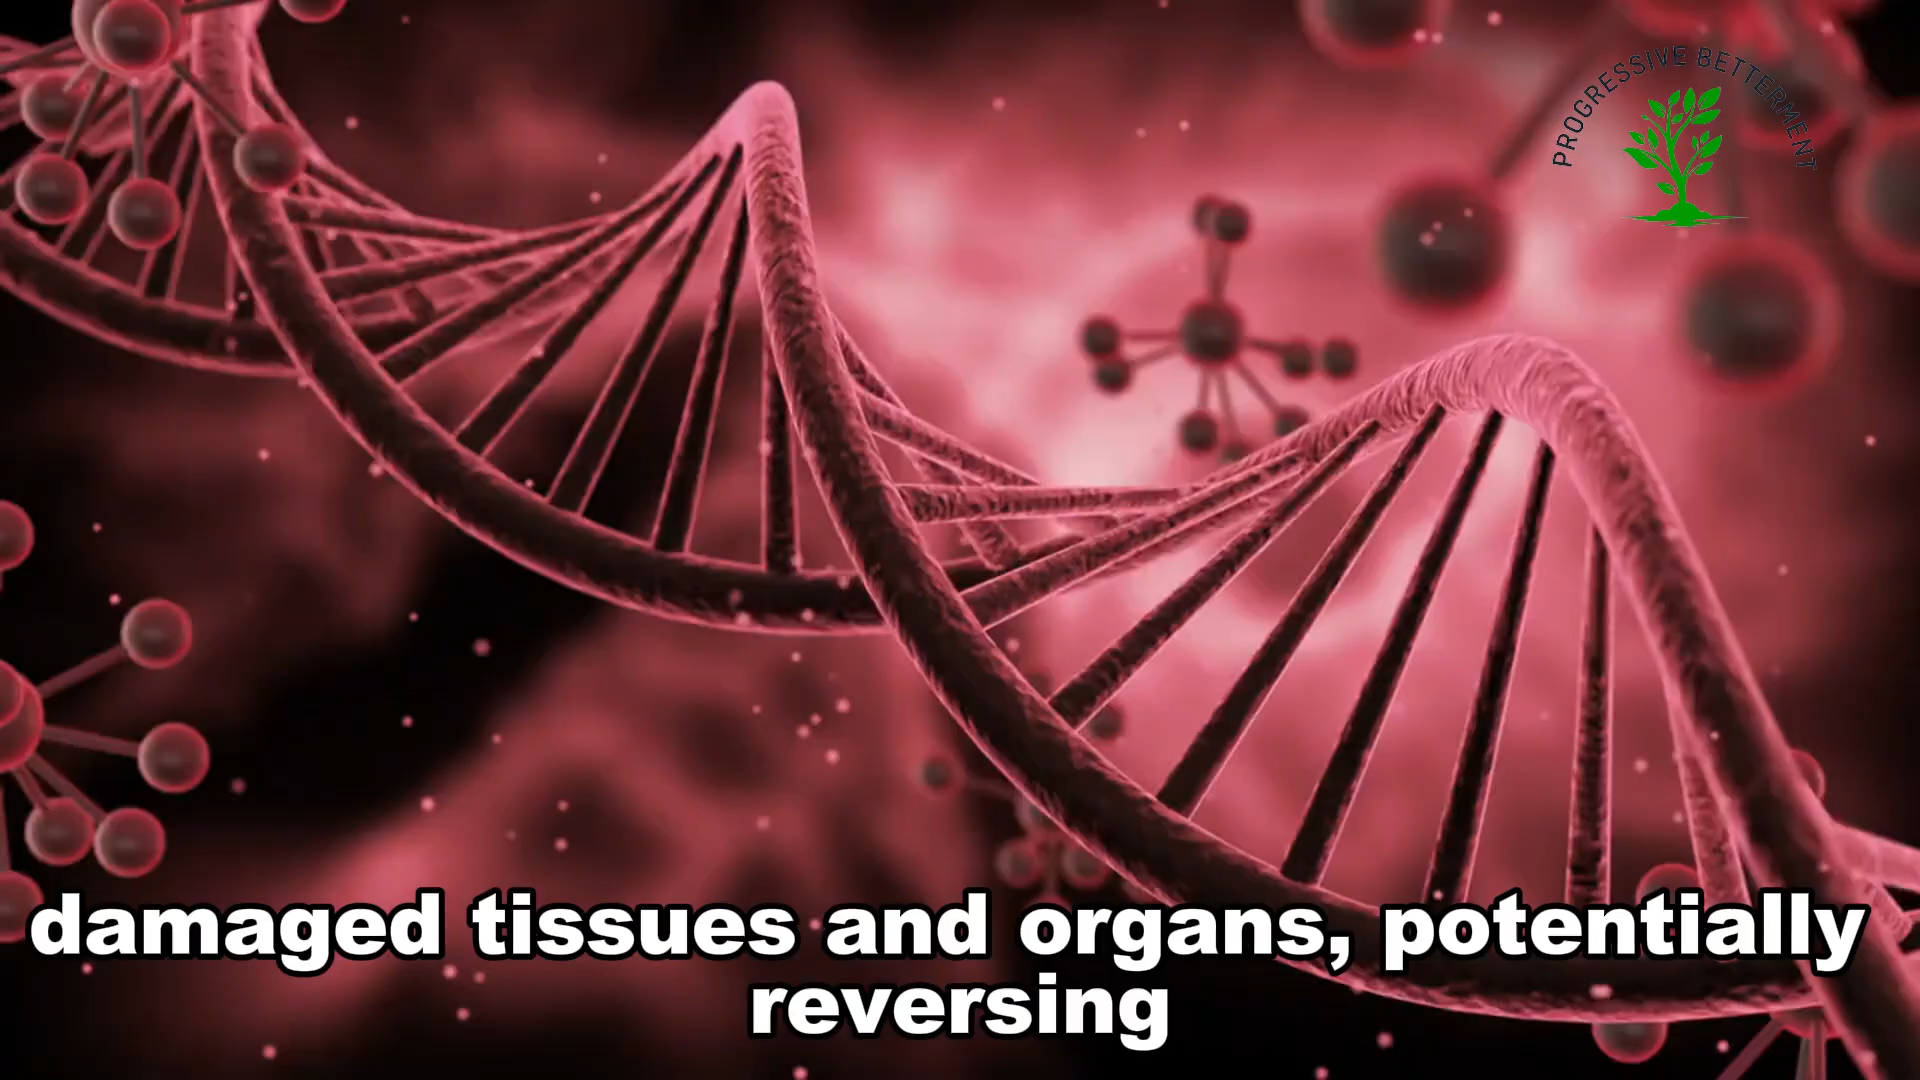 PROGRESSIVE BETTERMENT
damaged tissues and organs, potentially
reversing